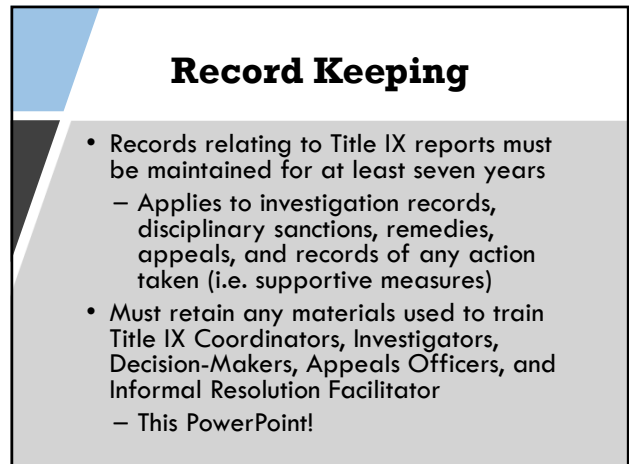 Record Keeping
• Records relating to Title IX reports must
be maintained for at least seven years
– Applies to investigation records,
disciplinary sanctions, remedies,
appeals, and records of any action
taken (i.e. supportive measures)
• Must retain any materials used to train
Title IX Coordinators, Investigators,
Decision-Makers, Appeals Officers, and
Informal Resolution Facilitator
– This PowerPoint!